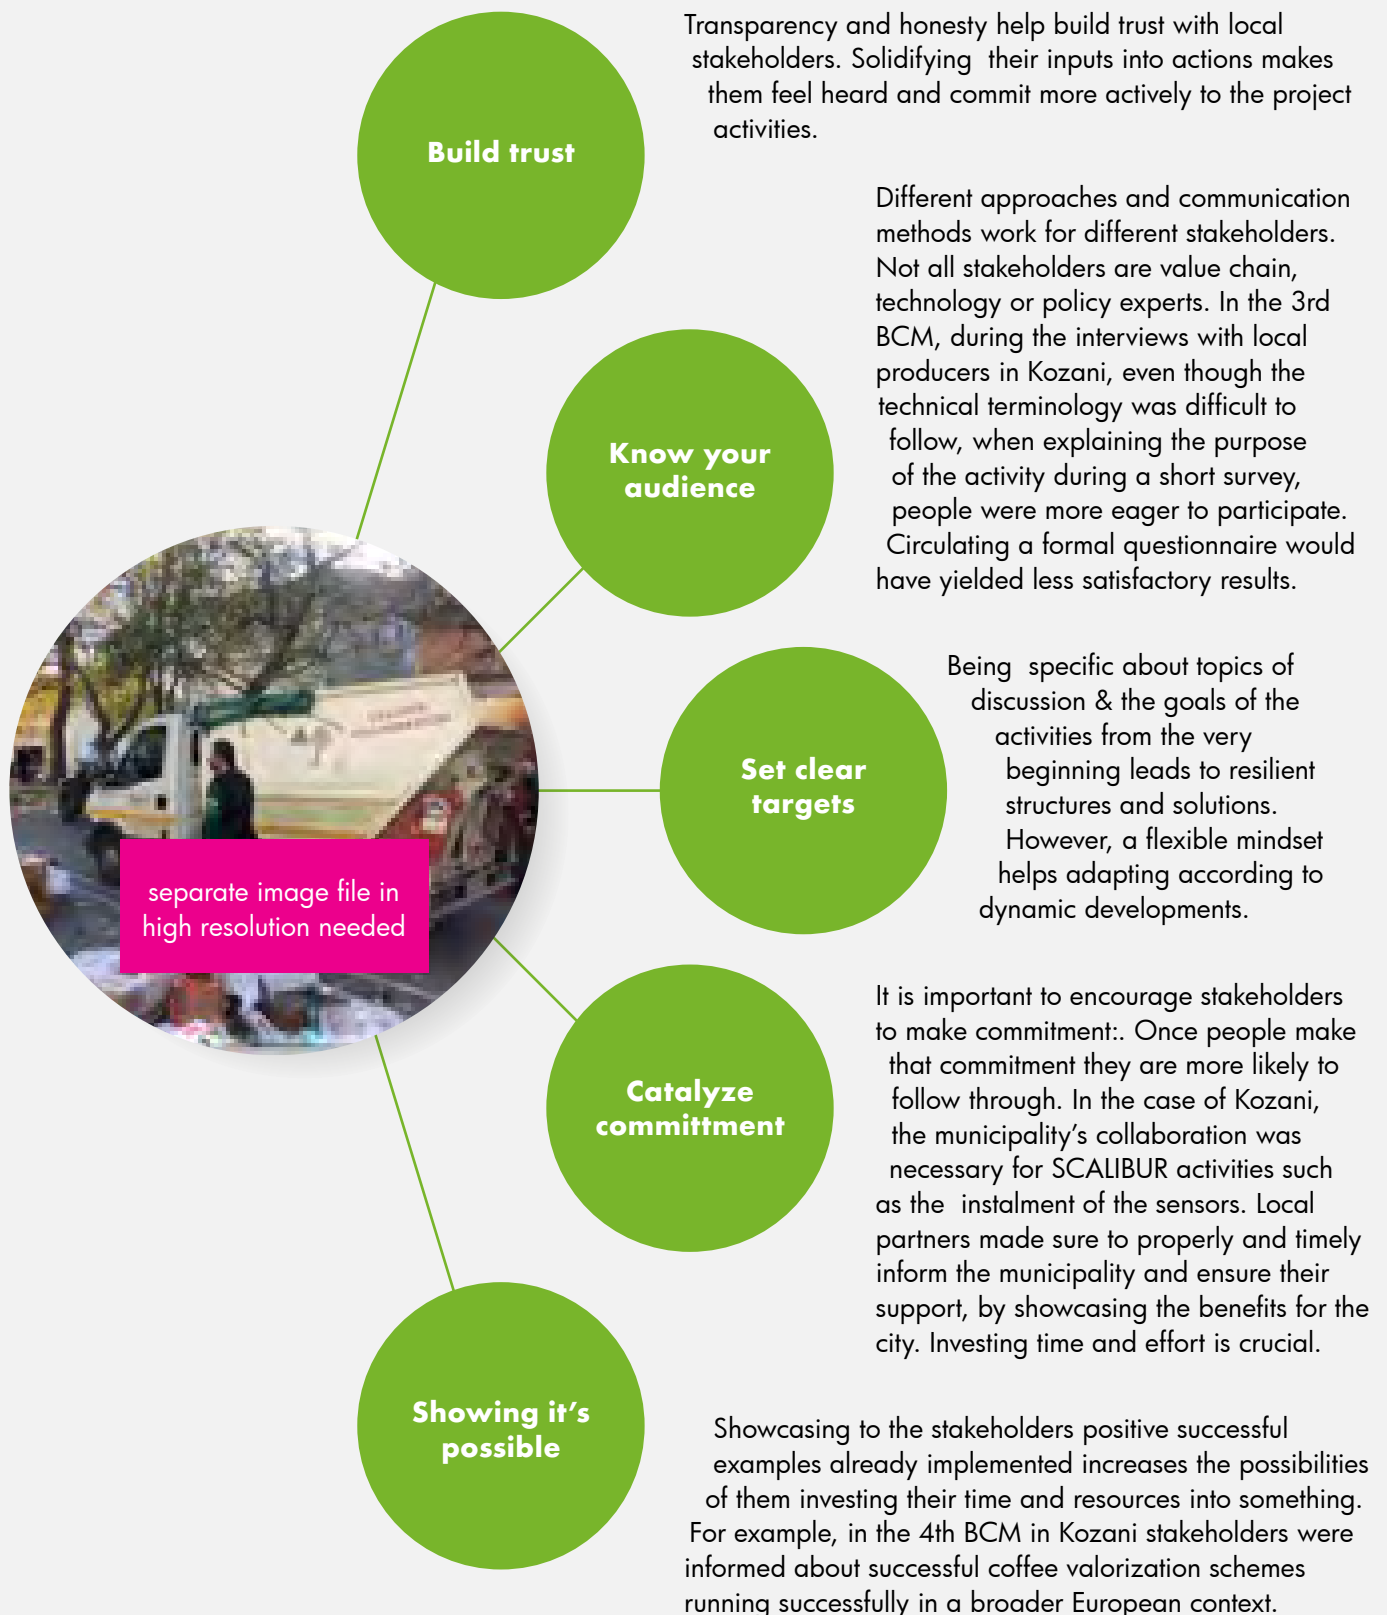 Build trust
Transparency and honesty help build trust with local
stakeholders. Solidifying  their inputs into actions makes
them feel heard and commit more actively to the project
activities.
Know your
audience
Different approaches and communication
methods work for different stakeholders.
Not all stakeholders are value chain,
technology or policy experts. In the 3rd
BCM, during the interviews with local
producers in Kozani, even though the
technical terminology was difficult to
follow, when explaining the purpose
of the activity during a short survey,
people were more eager to participate.
Circulating a formal questionnaire would
have yielded less satisfactory results.
Set clear
targets
Being  specific about topics of
discussion & the goals of the
activities from the very
beginning leads to resilient
structures and solutions.
However, a flexible mindset
helps adapting according to
dynamic developments.
separate image file in
high resolution needed
Catalyze
committment
It is important to encourage stakeholders
to make commitment:. Once people make
that commitment they are more likely to
follow through. In the case of Kozani,
the municipality’s collaboration was
necessary for SCALIBUR activities such
as the  instalment of the sensors. Local
partners made sure to properly and timely
inform the municipality and ensure their
support, by showcasing the benefits for the
city. Investing time and effort is crucial.
Showing it’s
possible
Showcasing to the stakeholders positive successful
examples already implemented increases the possibilities
of them investing their time and resources into something.
For example, in the 4th BCM in Kozani stakeholders were
informed about successful coffee valorization schemes
running successfully in a broader European context.